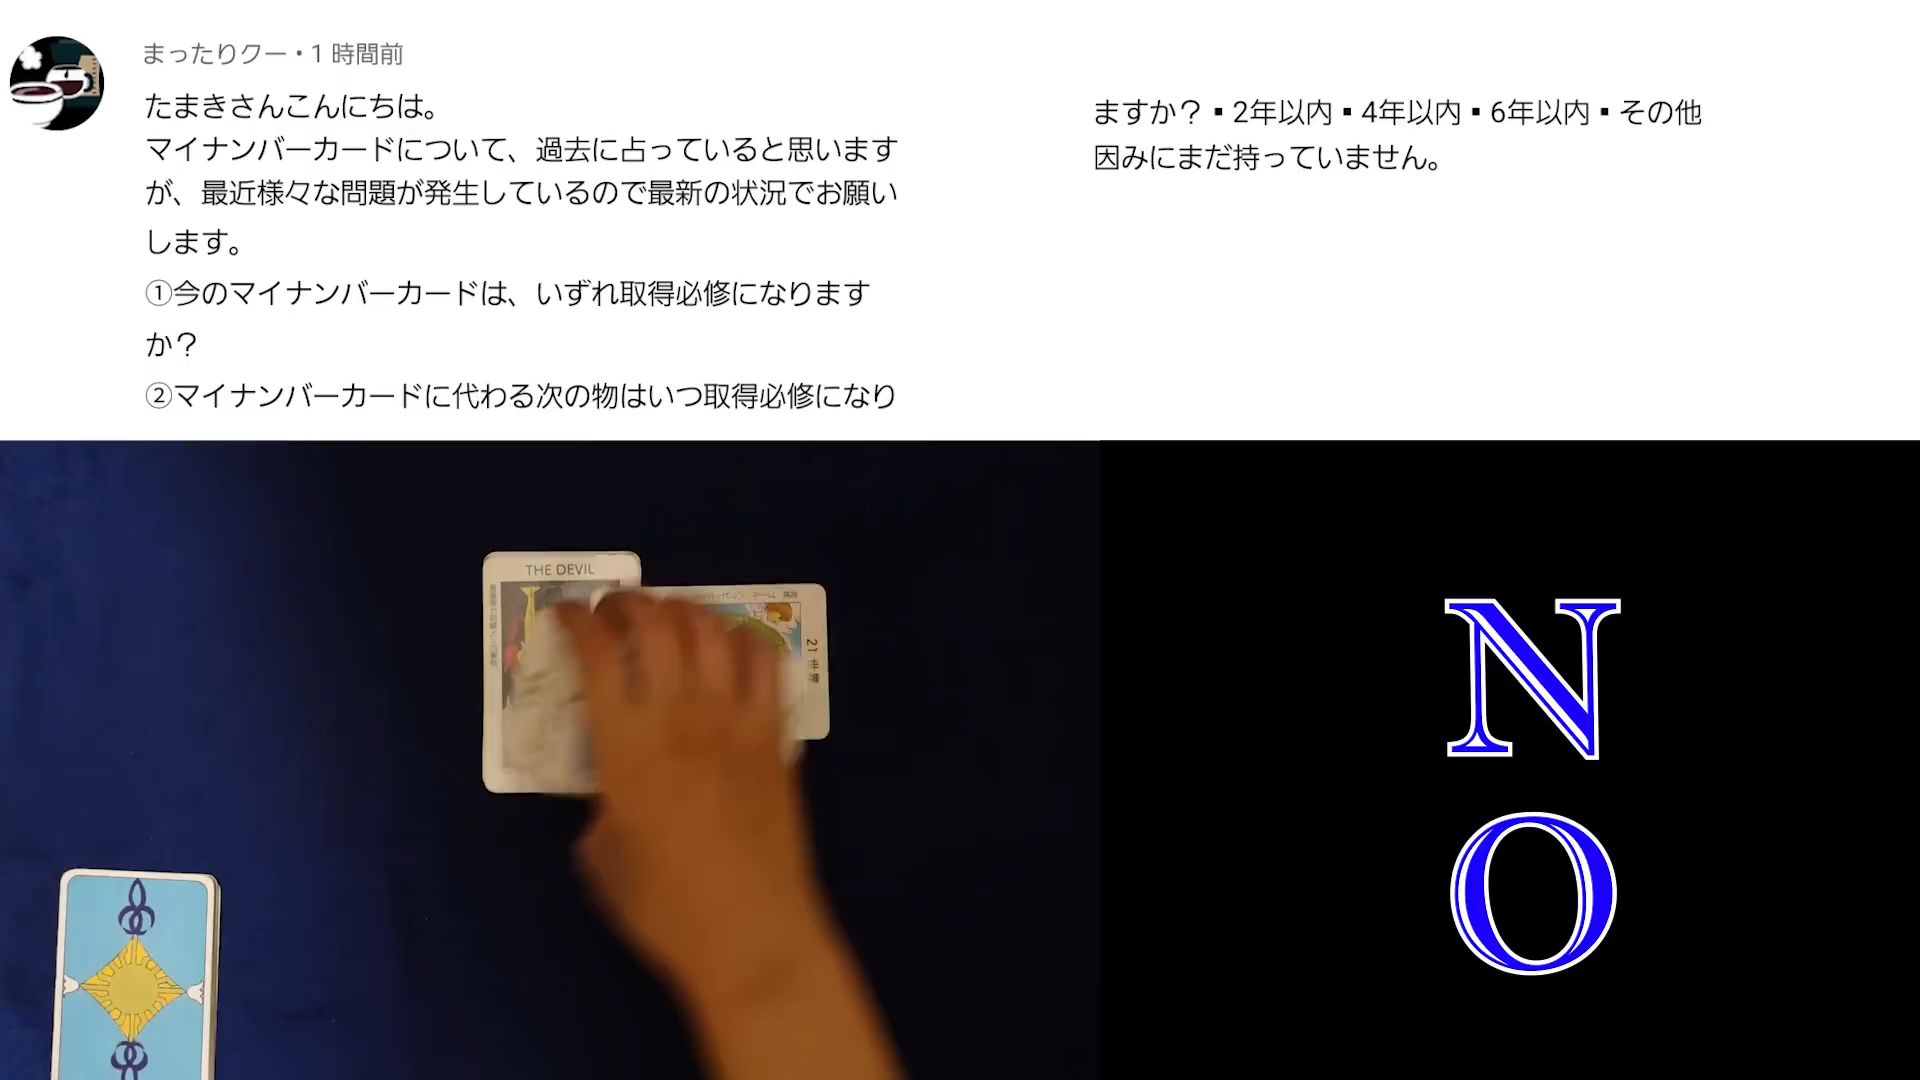 まったりクー・1 時間前
たまきさんこんにちは。
マイナンバーカードについて、過去に占っていると思います
が、最近様々な問題が発生しているので最新の状況でお願い
します。
①今のマイナンバーカードは、いずれ取得必修になります
か？
②マイナンバーカードに代わる次の物はいつ取得必修になり
ますか？▪2年以内▪4年以内▪6年以内▪その他
因みにまだ持っていません。
THE DEVIL
21 世界
N
O